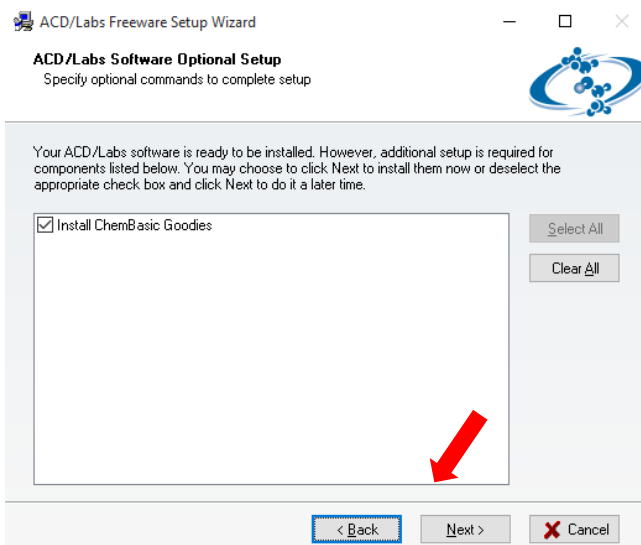 ACD/Labs Freeware Setup Wizard
ACD/Labs Software Optional Setup
Specify optional commands to complete setup
Your ACD/Labs software is ready to be installed. However, additional setup is required for
components listed below. You may choose to click Next to install them now or deselect the
appropriate check box and click Next to do it a later time.
Install ChemBasic Goodies
Select All
Clear All
< Back
Next >
Cancel